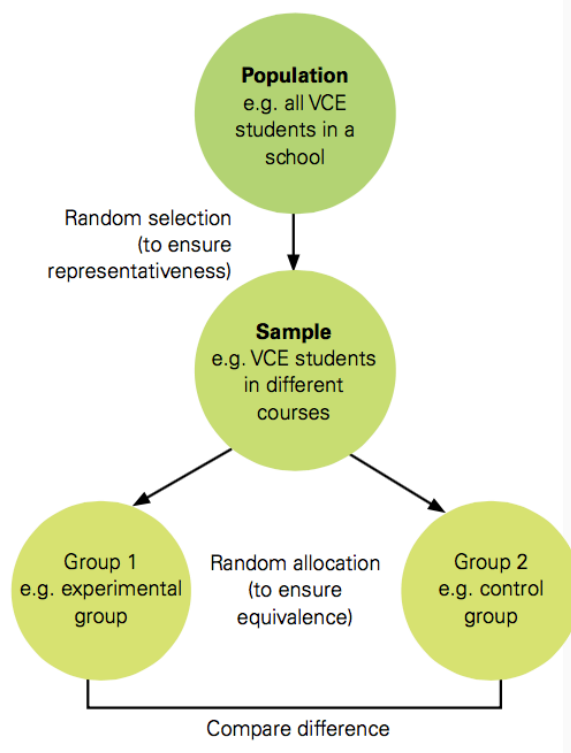 Population
e.g. all VCE
students in a
school
Random selection
(to ensure
representativeness)
Sample
e.g. VCE students
in different
courses
Group 1
e.g. experimental
group
Random allocation
(to ensure
equivalence)
Group 2
e.g. control
group
Compare difference